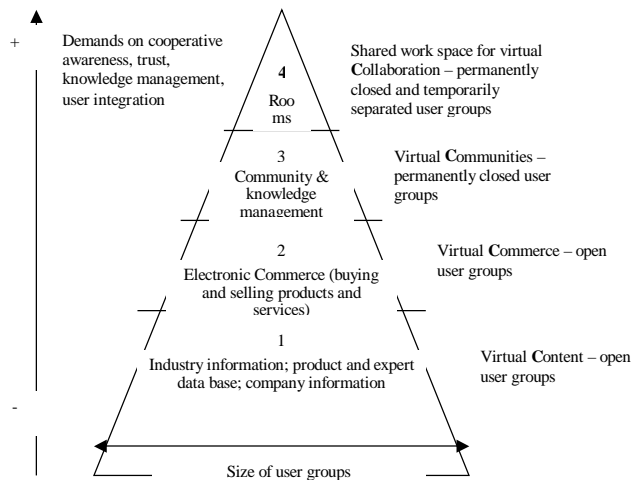 +
Demands on cooperative
awareness, trust,
knowledge management,
user integration
4
Roo
ms
Shared work space for virtual
Collaboration – permanently
closed and temporarily
separated user groups
3
Community &
knowledge
management
Virtual Communities –
permanently closed user
groups
2
Electronic Commerce (buying
and selling products and
services)
Virtual Commerce – open
user groups
1
Industry information; product and expert
data base; company information
Virtual Content – open
user groups
-
Size of user groups